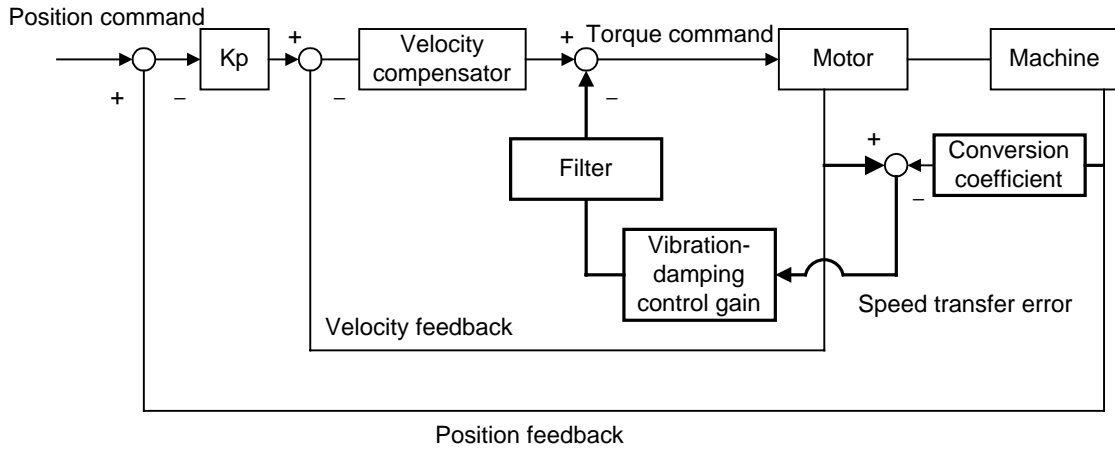 Position command
+
−
Kp
+
−
Velocity
compensator
+
−
Torque command
Motor
Machine
+
−
Conversion
coefficient
Filter
Vibration-
damping
control gain
Speed transfer error
Velocity feedback
Position feedback